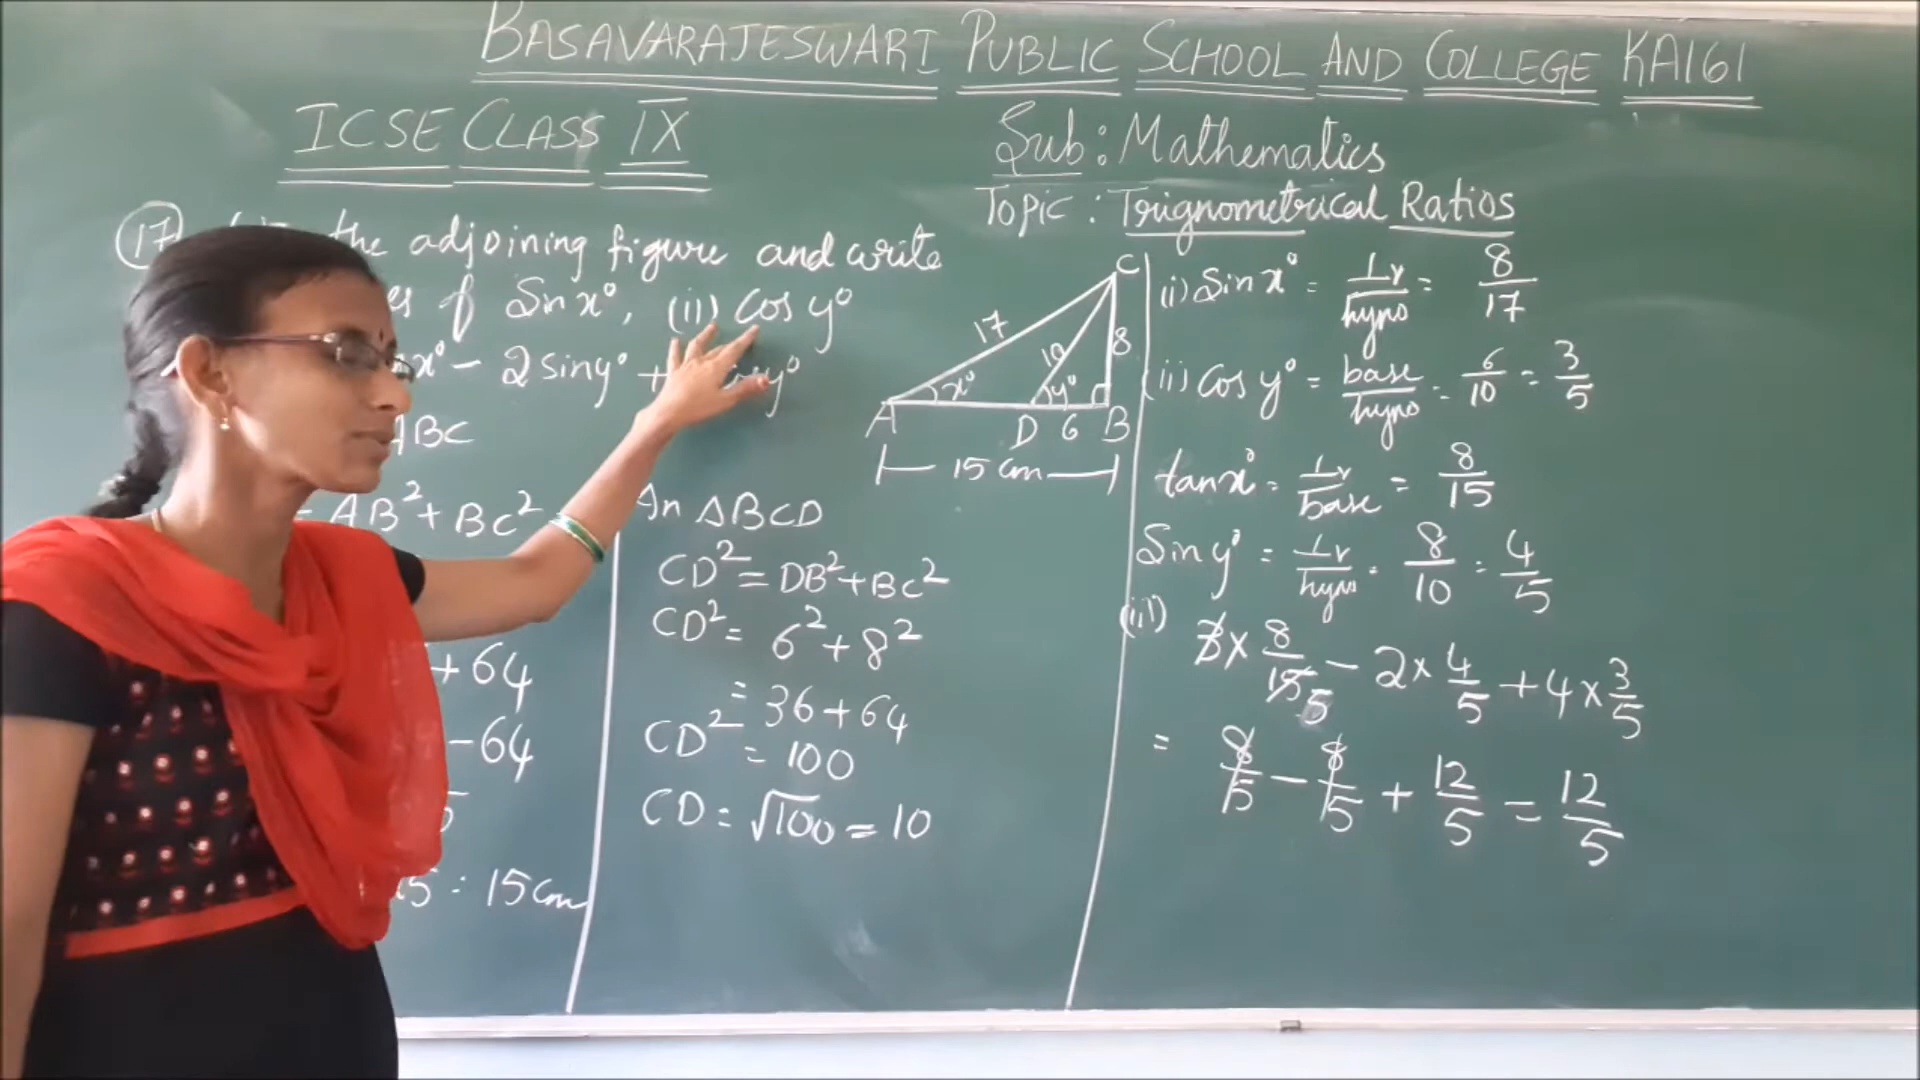 BASAVARAJESWARI PUBLIC SCHOOL AND COLLEGE KA161
ICSE CLASS IX
Sub : Mathematics
Topic : Trignometrical Ratios
17 the adjoining figure and write
of Sin x°, (ii) Cos y°
x° - 2 sin y° + y°
ABC
= AB² + BC²
+ 64
- 64
15 cm
In △BCD
CD² = DB² + BC²
CD² = 6² + 8²
= 36 + 64
CD² = 100
CD = √100 = 10
C
17
10
8
x°
y°
A D 6 B
15 cm
(i) Sin x° = ⊥r/hypo = 8/17
(ii) Cos y° = base/hypo = 6/10 = 3/5
tan x° = ⊥r/base = 8/15
Sin y° = ⊥r/hypo = 8/10 = 4/5
(iii) 3 × 8/15 5 - 2 × 4/5 + 4 × 3/5
= 8/5 - 8/5 + 12/5 = 12/5